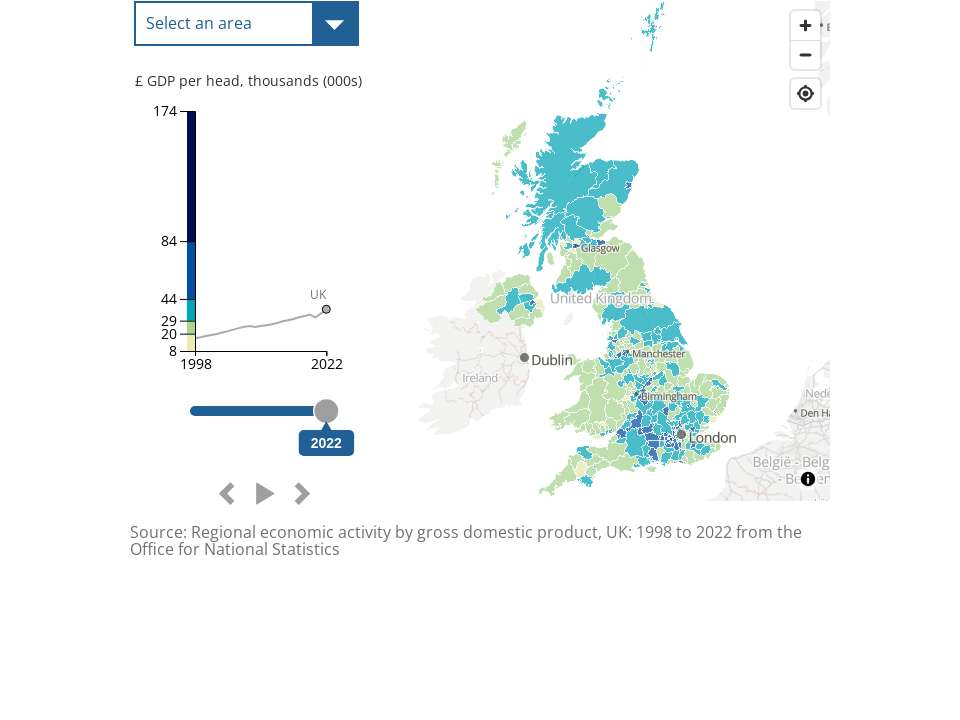 Select an area
£ GDP per head, thousands (000s)
174
84
44
29
20
8
UK
1998
2022
2022
Glasgow
United Kingdom
Manchester
Dublin
Ireland
Birmingham
London
Den Ha
België - Belg
Source: Regional economic activity by gross domestic product, UK: 1998 to 2022 from the
Office for National Statistics